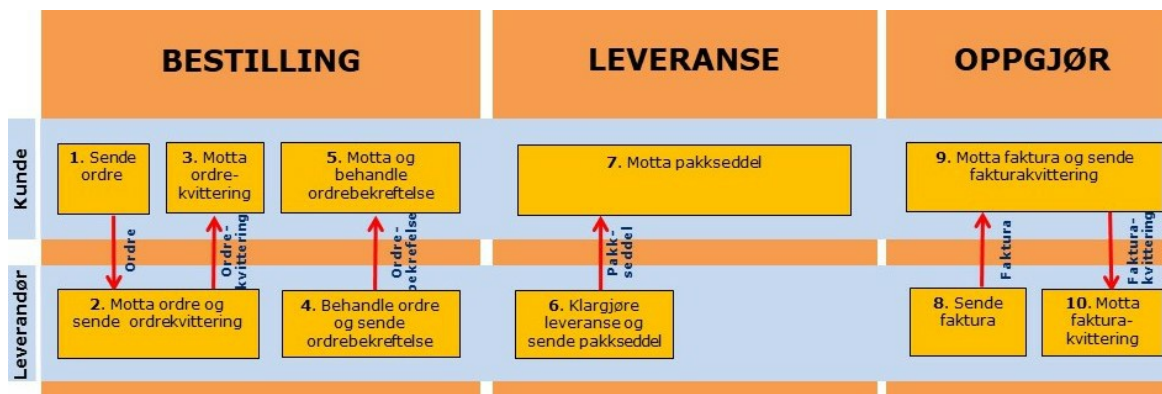 BESTILLING
LEVERANSE
OPPGJØR
Kunde
1. Sende
ordre
3. Motta
ordre-
kvittering
5. Motta og
behandle
ordrebekreftelse
7. Motta pakkseddel
9. Motta faktura og sende
fakturakvittering
Ordre
Ordre-
kvittering
Ordre-
bekrefelse
Pakk-
seddel
Faktura
Faktura-
kvittering
Leverandør
2. Motta ordre og
sende ordrekvittering
4. Behandle ordre
og sende
ordrebekreftelse
6. Klargjøre
leveranse og
sende pakkseddel
8. Sende
faktura
10. Motta
faktura-
kvittering